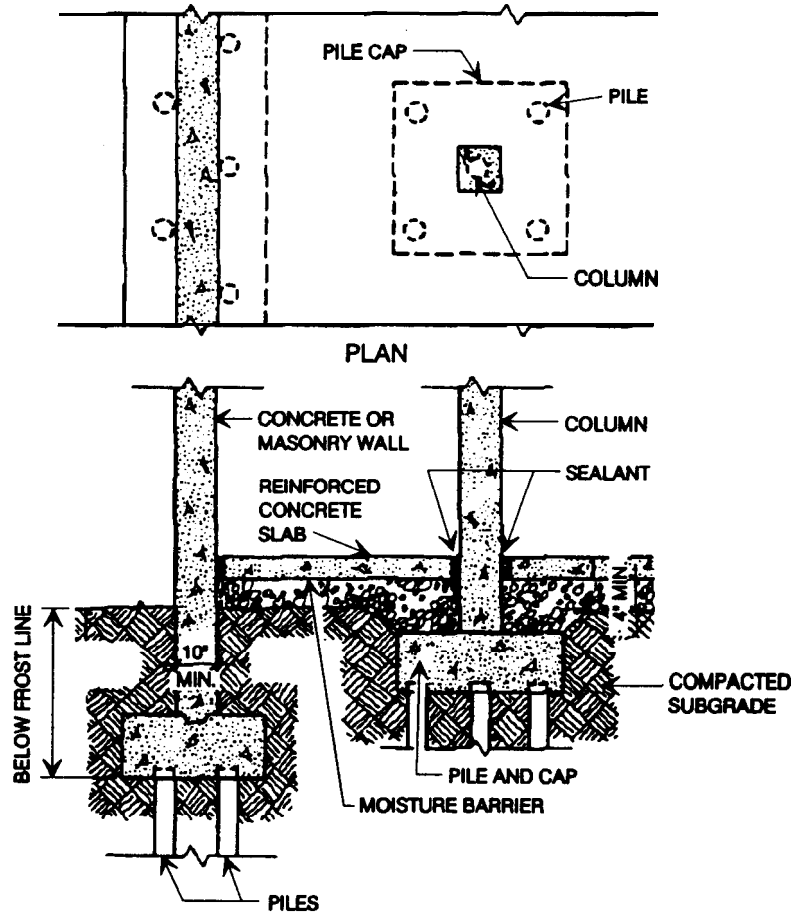 PILE CAP
PILE
COLUMN
PLAN
CONCRETE OR
MASONRY WALL
COLUMN
SEALANT
REINFORCED
CONCRETE
SLAB
4" MIN.
BELOW FROST LINE
10"
MIN.
COMPACTED
SUBGRADE
PILE AND CAP
MOISTURE BARRIER
PILES